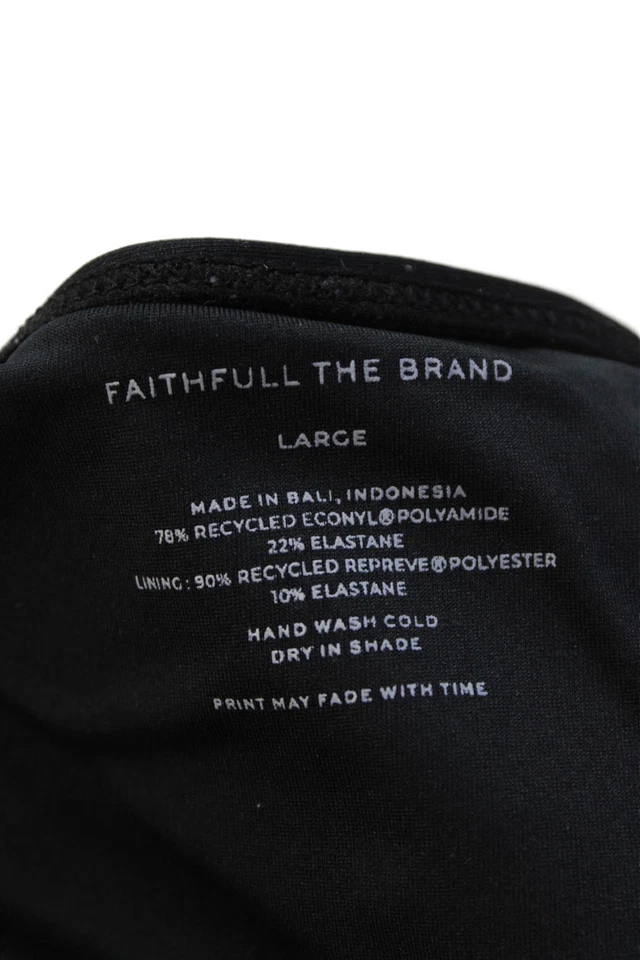 FAITHFULL THE BRAND
LARGE
MADE IN BALI, INDONESIA
78% RECYCLED ECONYL®POLYAMIDE
22% ELASTANE
LINING: 90% RECYCLED REPREVE®POLYESTER
10% ELASTANE
HAND WASH COLD
DRY IN SHADE
PRINT MAY FADE WITH TIME